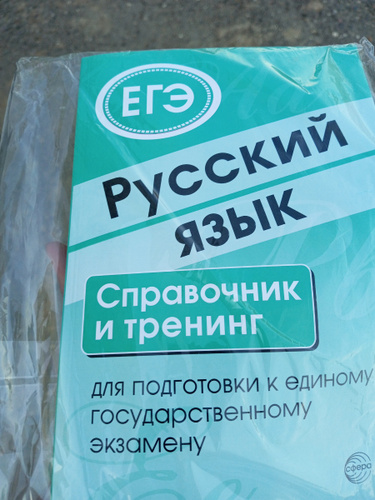 ЕГЭ
Русский
язык
Справочник
и тренинг
для подготовки к единому
государственному
экзамену
сфера